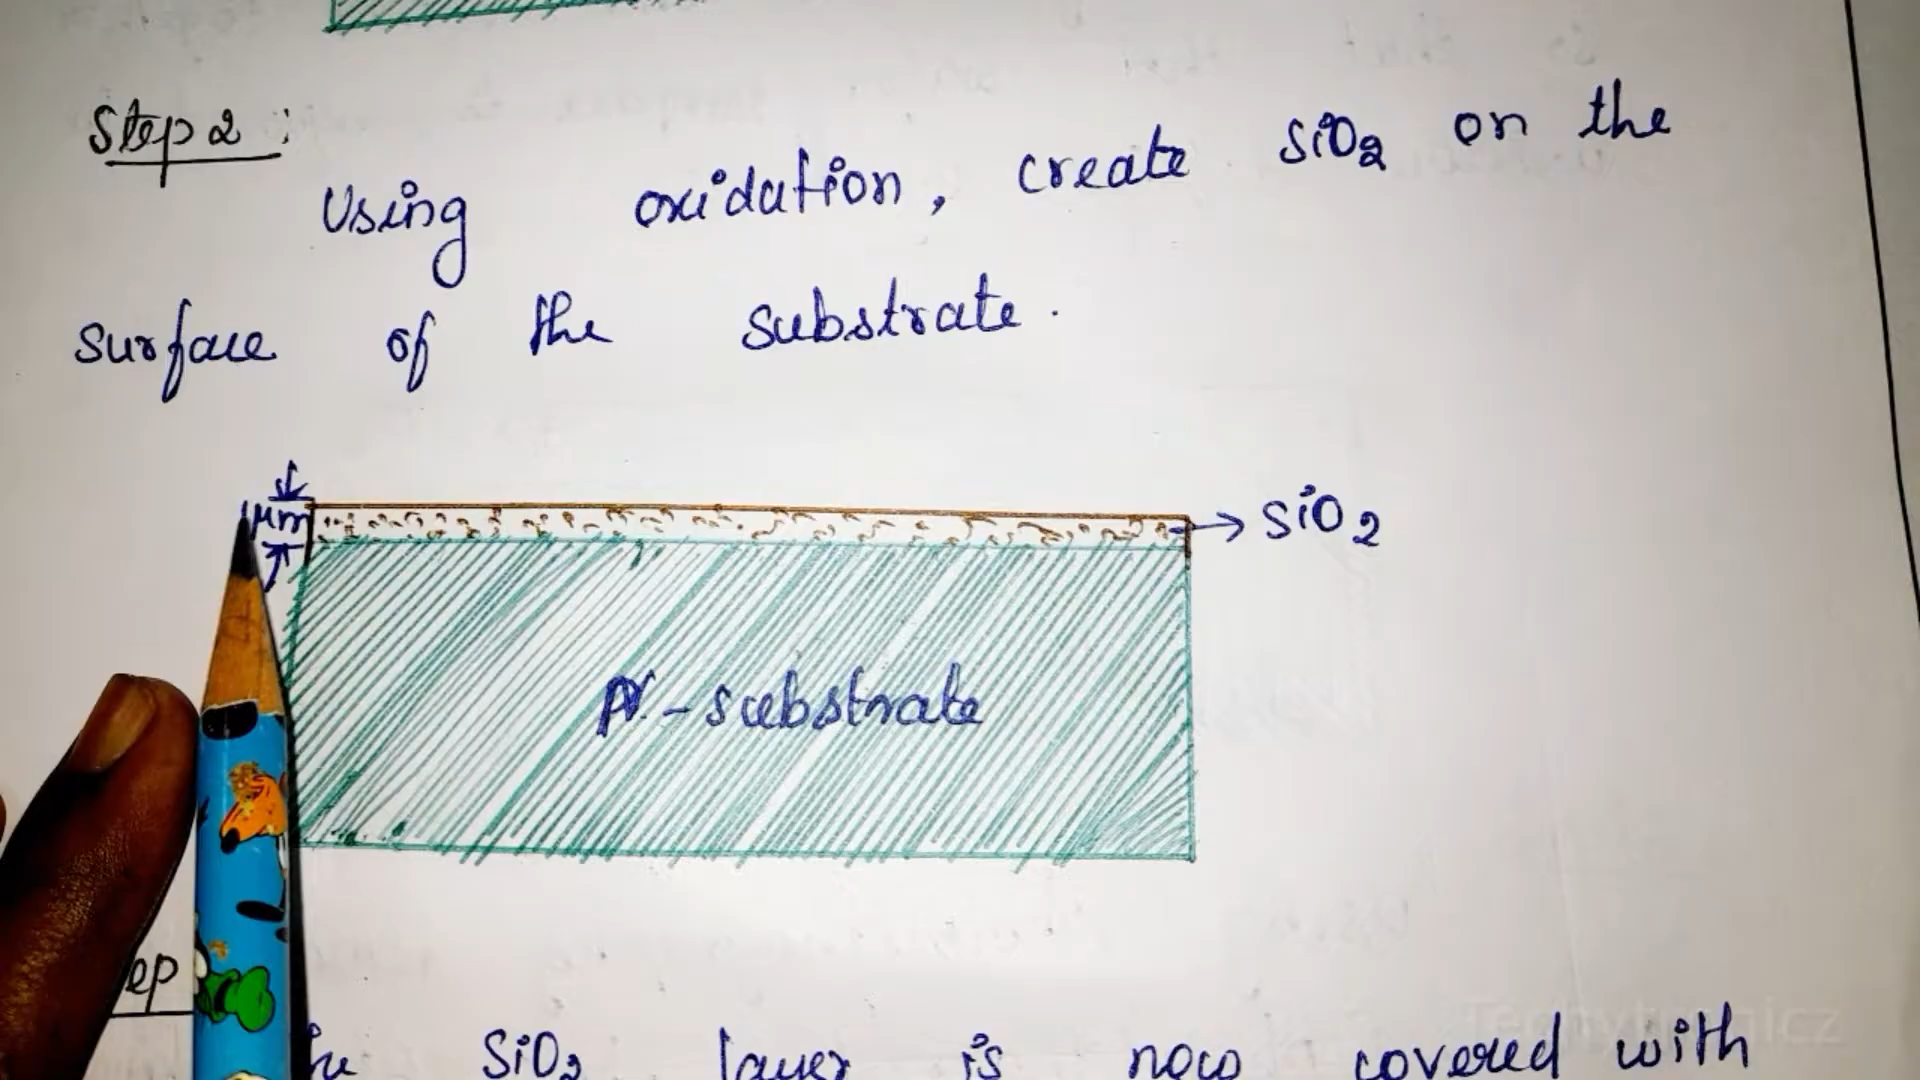 Step 2 :
Using oxidation, create SiO2 on the
surface of the substrate.
1μm
SiO2
-substrate
ep
SiO2 layer is now covered with